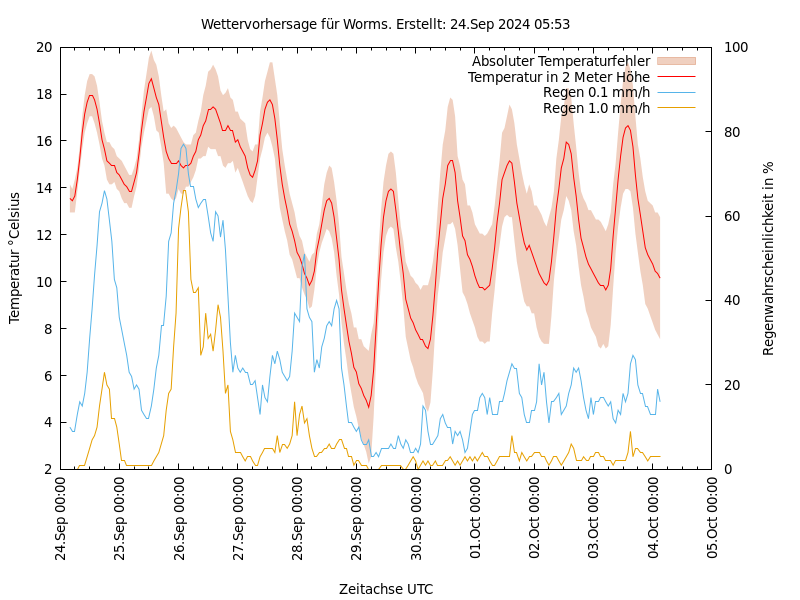 Wettervorhersage für Worms. Erstellt: 24.Sep 2024 05:53
Absoluter Temperaturfehler
Temperatur in 2 Meter Höhe
Regen 0.1 mm/h
Regen 1.0 mm/h
Temperatur °Celsius
20
18
16
14
12
10
8
6
4
2
100
80
60
40
20
0
Regenwahrscheinlichkeit in %
24.Sep 00:00
25.Sep 00:00
26.Sep 00:00
27.Sep 00:00
28.Sep 00:00
29.Sep 00:00
30.Sep 00:00
01.Oct 00:00
02.Oct 00:00
03.Oct 00:00
04.Oct 00:00
05.Oct 00:00
Zeitachse UTC